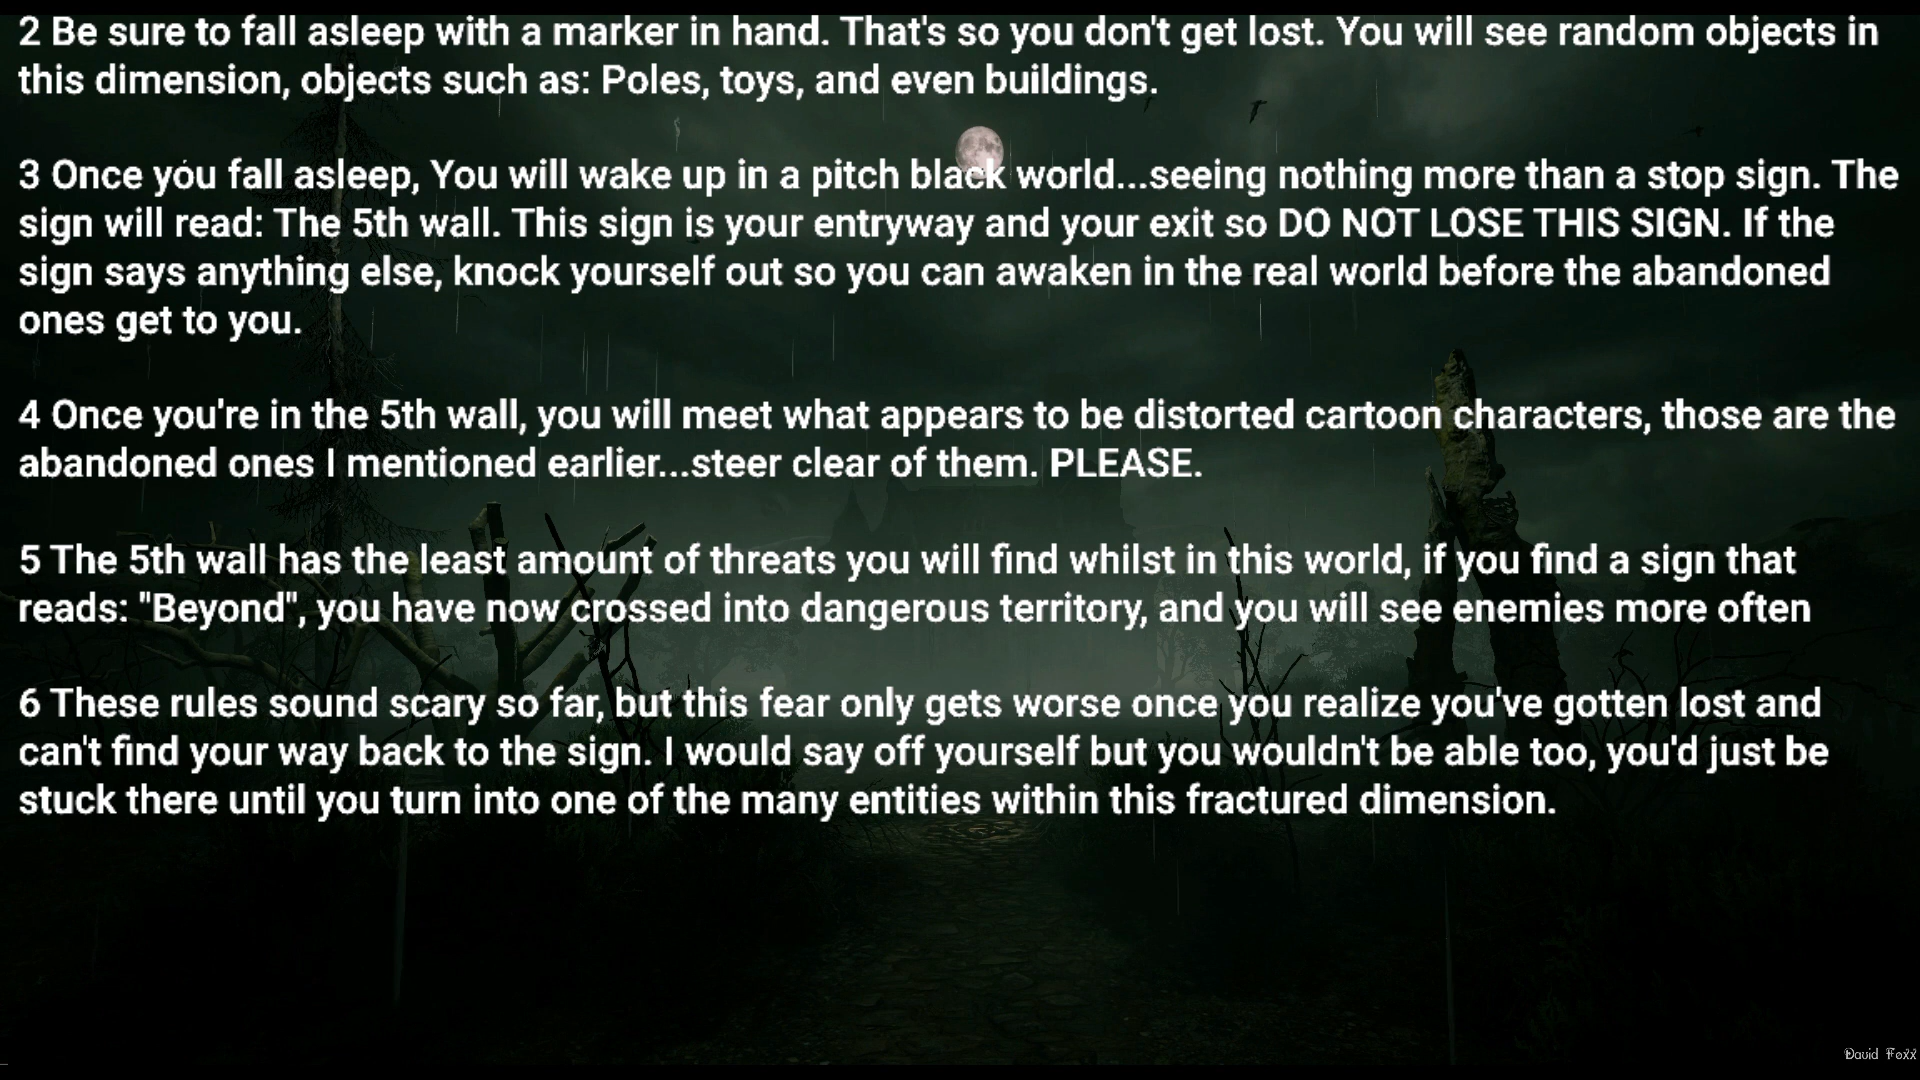 2 Be sure to fall asleep with a marker in hand. That's so you don't get lost. You will see random objects in
this dimension, objects such as: Poles, toys, and even buildings.
3 Once you fall asleep, You will wake up in a pitch black world...seeing nothing more than a stop sign. The
sign will read: The 5th wall. This sign is your entryway and your exit so DO NOT LOSE THIS SIGN. If the
sign says anything else, knock yourself out so you can awaken in the real world before the abandoned
ones get to you.
4 Once you're in the 5th wall, you will meet what appears to be distorted cartoon characters, those are the
abandoned ones I mentioned earlier...steer clear of them. PLEASE.
5 The 5th wall has the least amount of threats you will find whilst in this world, if you find a sign that
reads: "Beyond", you have now crossed into dangerous territory, and you will see enemies more often
6 These rules sound scary so far, but this fear only gets worse once you realize you've gotten lost and
can't find your way back to the sign. I would say off yourself but you wouldn't be able too, you'd just be
stuck there until you turn into one of the many entities within this fractured dimension.
David Foxx